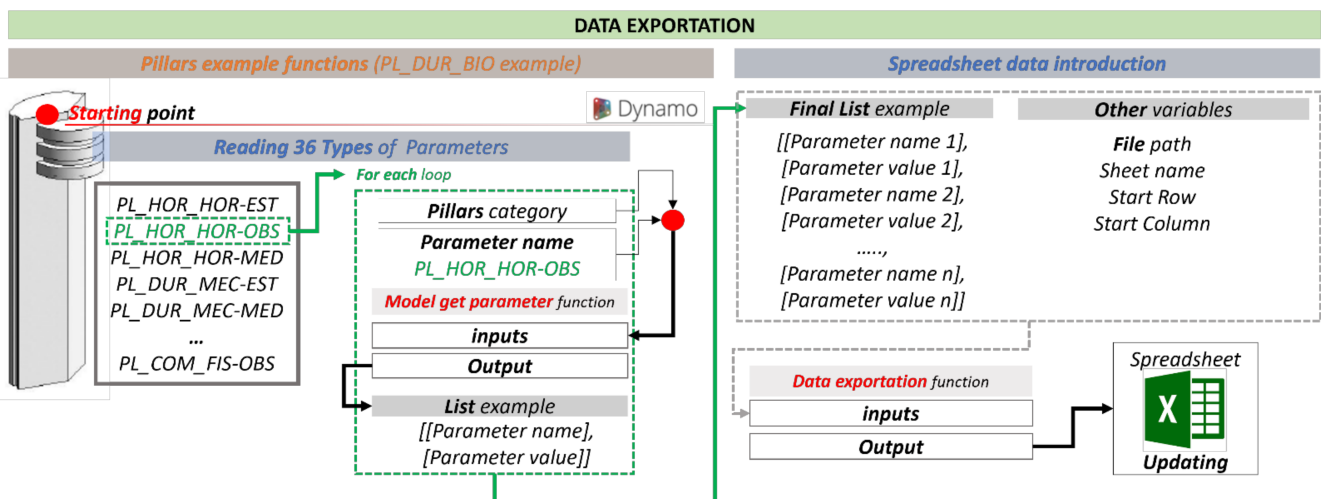 DATA EXPORTATION
Pillars example functions (PL_DUR_BIO example)
Starting point
Dynamo
Reading 36 Types of Parameters
PL_HOR_HOR-EST
PL_HOR_HOR-OBS
PL_HOR_HOR-MED
PL_DUR_MEC-EST
PL_DUR_MEC-MED
...
PL_COM_FIS-OBS
For each loop
Pillars category
Parameter name
PL_HOR_HOR-OBS
Model get parameter function
inputs
Output
List example
[[Parameter name],
[Parameter value]]
Spreadsheet data introduction
Final List example
[[Parameter name 1],
[Parameter value 1],
[Parameter name 2],
[Parameter value 2],
.....,
[Parameter name n],
[Parameter value n]]
Other variables
File path
Sheet name
Start Row
Start Column
Data exportation function
inputs
Output
Spreadsheet
X
Updating